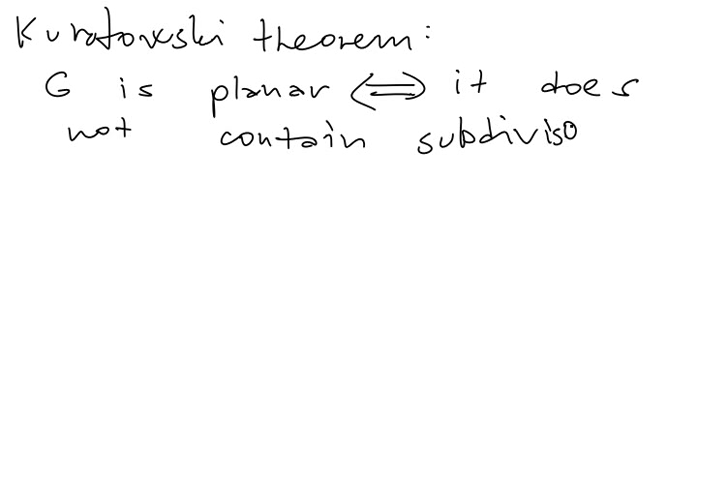 Kuratowski theorem:
G is planar ⟺ it does
not contain subdiviso